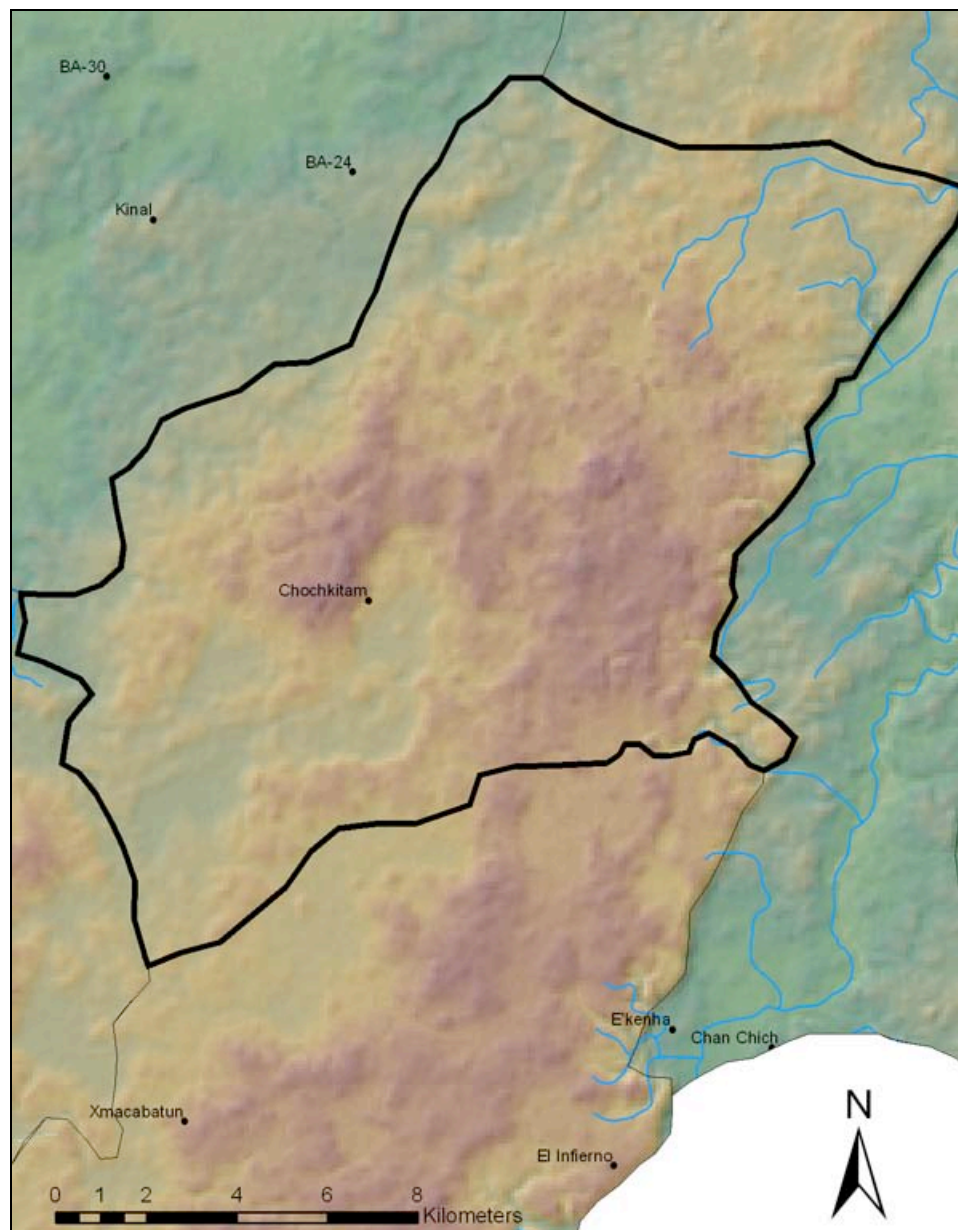 BA-30
BA-24
Kinal
Chochkitam
E'kenha
Chan Chich
Xmacabatun
El Infierno
N
0 1 2 4 6 8
Kilometers